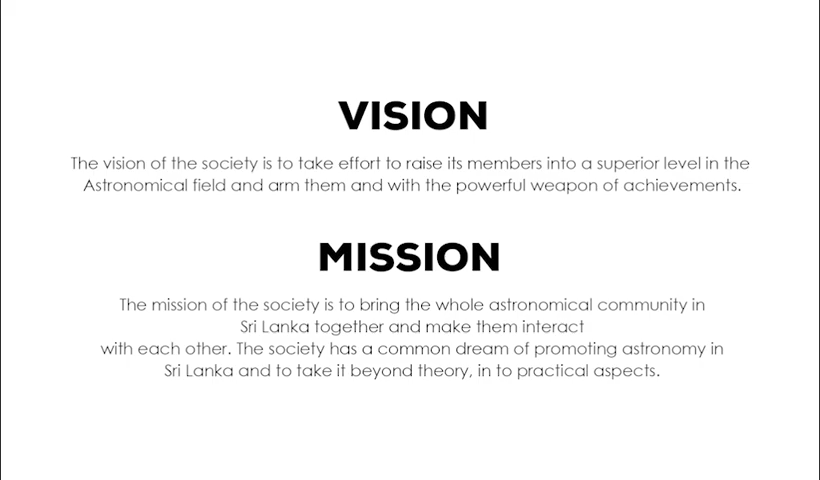 VISION
The vision of the society is to take effort to raise its members into a superior level in the
Astronomical field and arm them and with the powerful weapon of achievements.
MISSION
The mission of the society is to bring the whole astronomical community in
Sri Lanka together and make them interact
with each other. The society has a common dream of promoting astronomy in
Sri Lanka and to take it beyond theory, in to practical aspects.